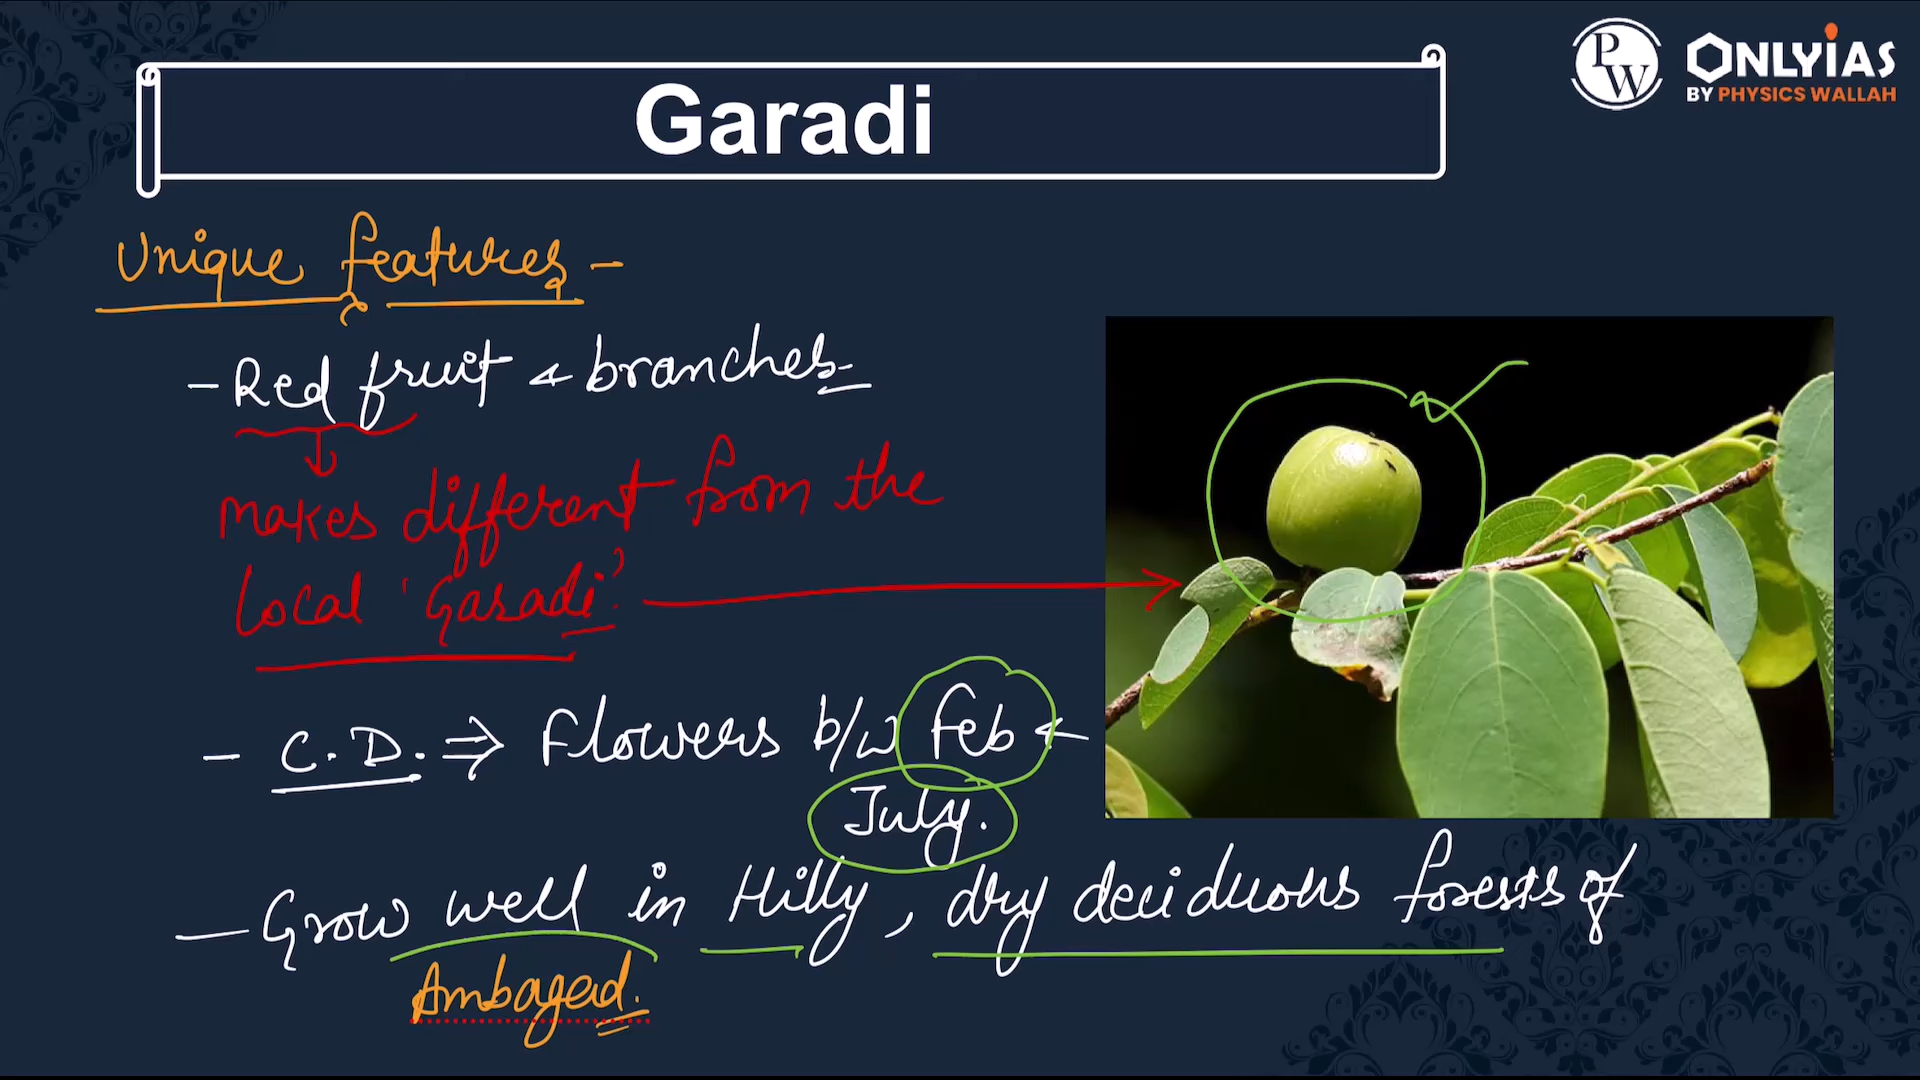 PW ONLYIAS
BY PHYSICS WALLAH
Garadi
Unique features -
- Red fruit & branches
makes different from the
local 'Garadi'
- C.D. ⇒ Flowers b/w Feb &
July.
- Grow well in Hilly, dry deciduous forests of
Ambagad.